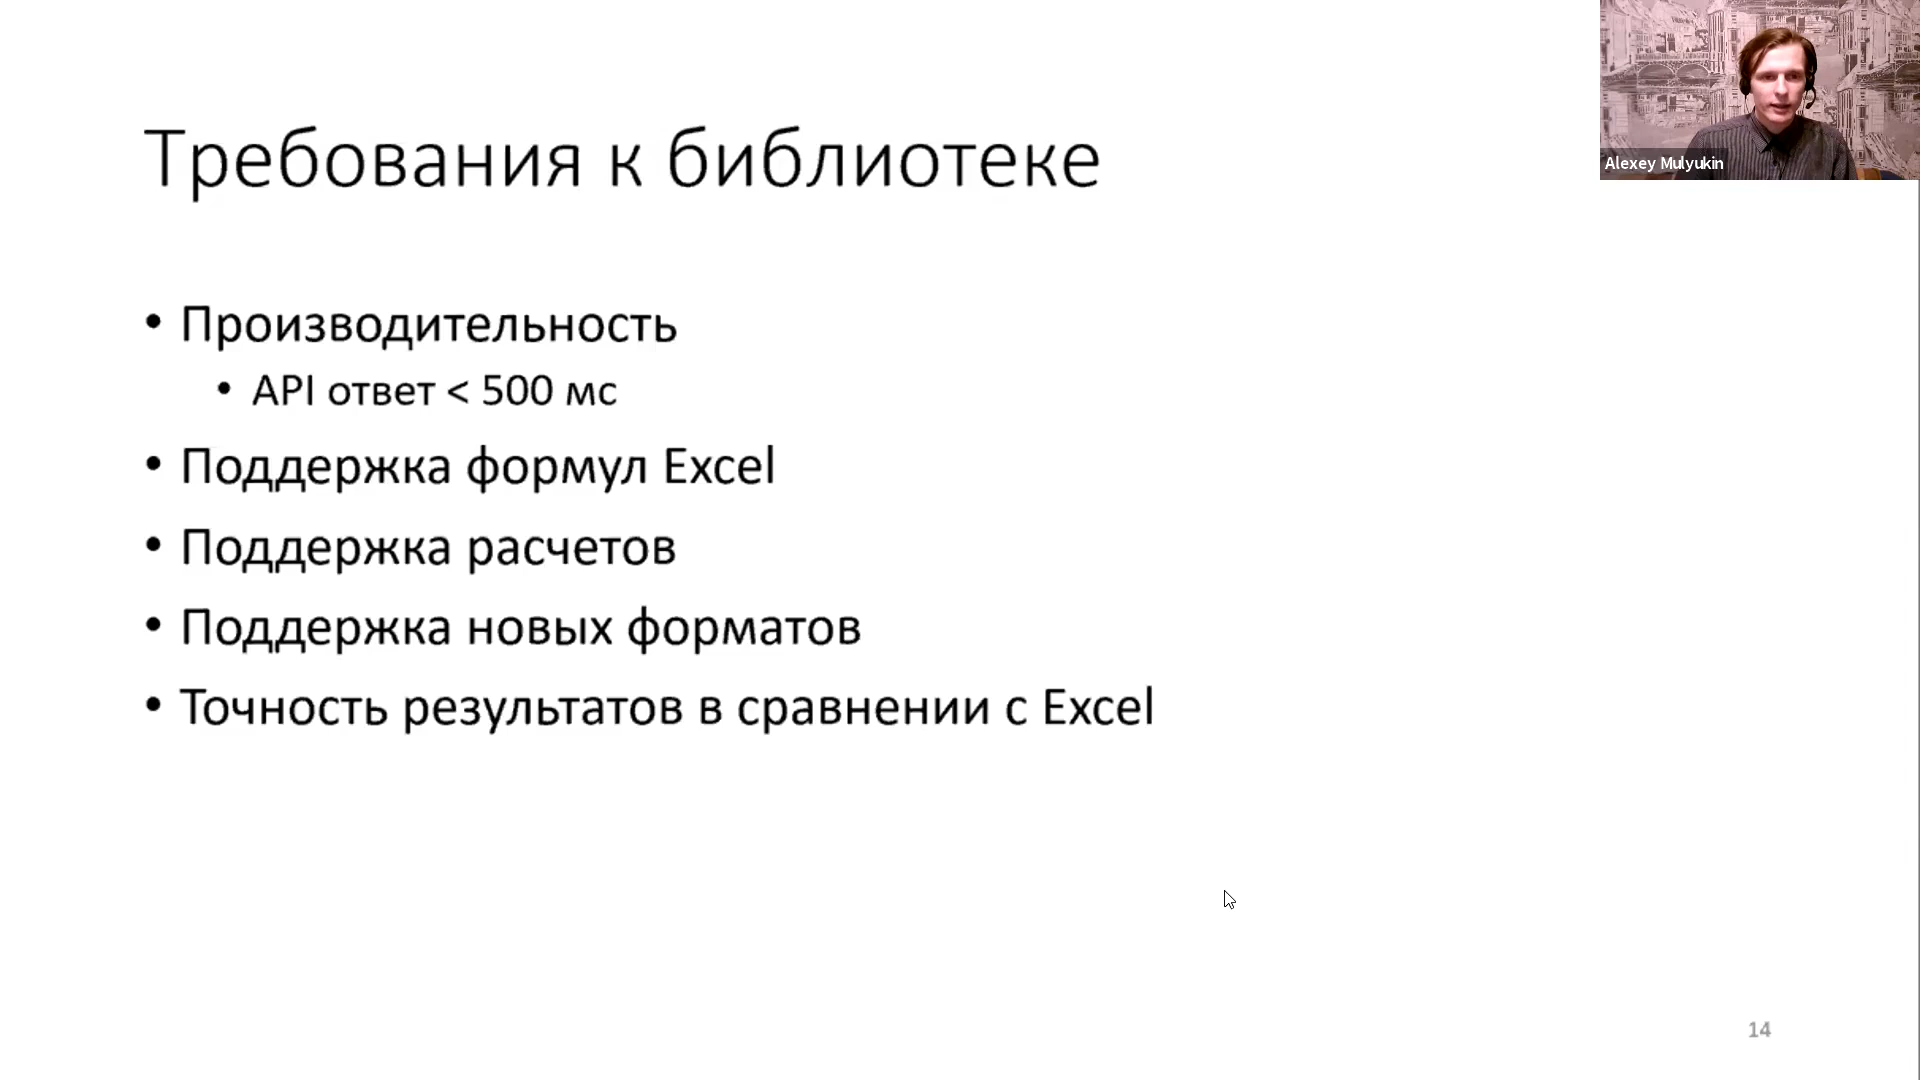 Требования к библиотеке
Alexey Mulyukin
• Производительность
• API ответ < 500 мс
• Поддержка формул Excel
• Поддержка расчетов
• Поддержка новых форматов
• Точность результатов в сравнении с Excel
14